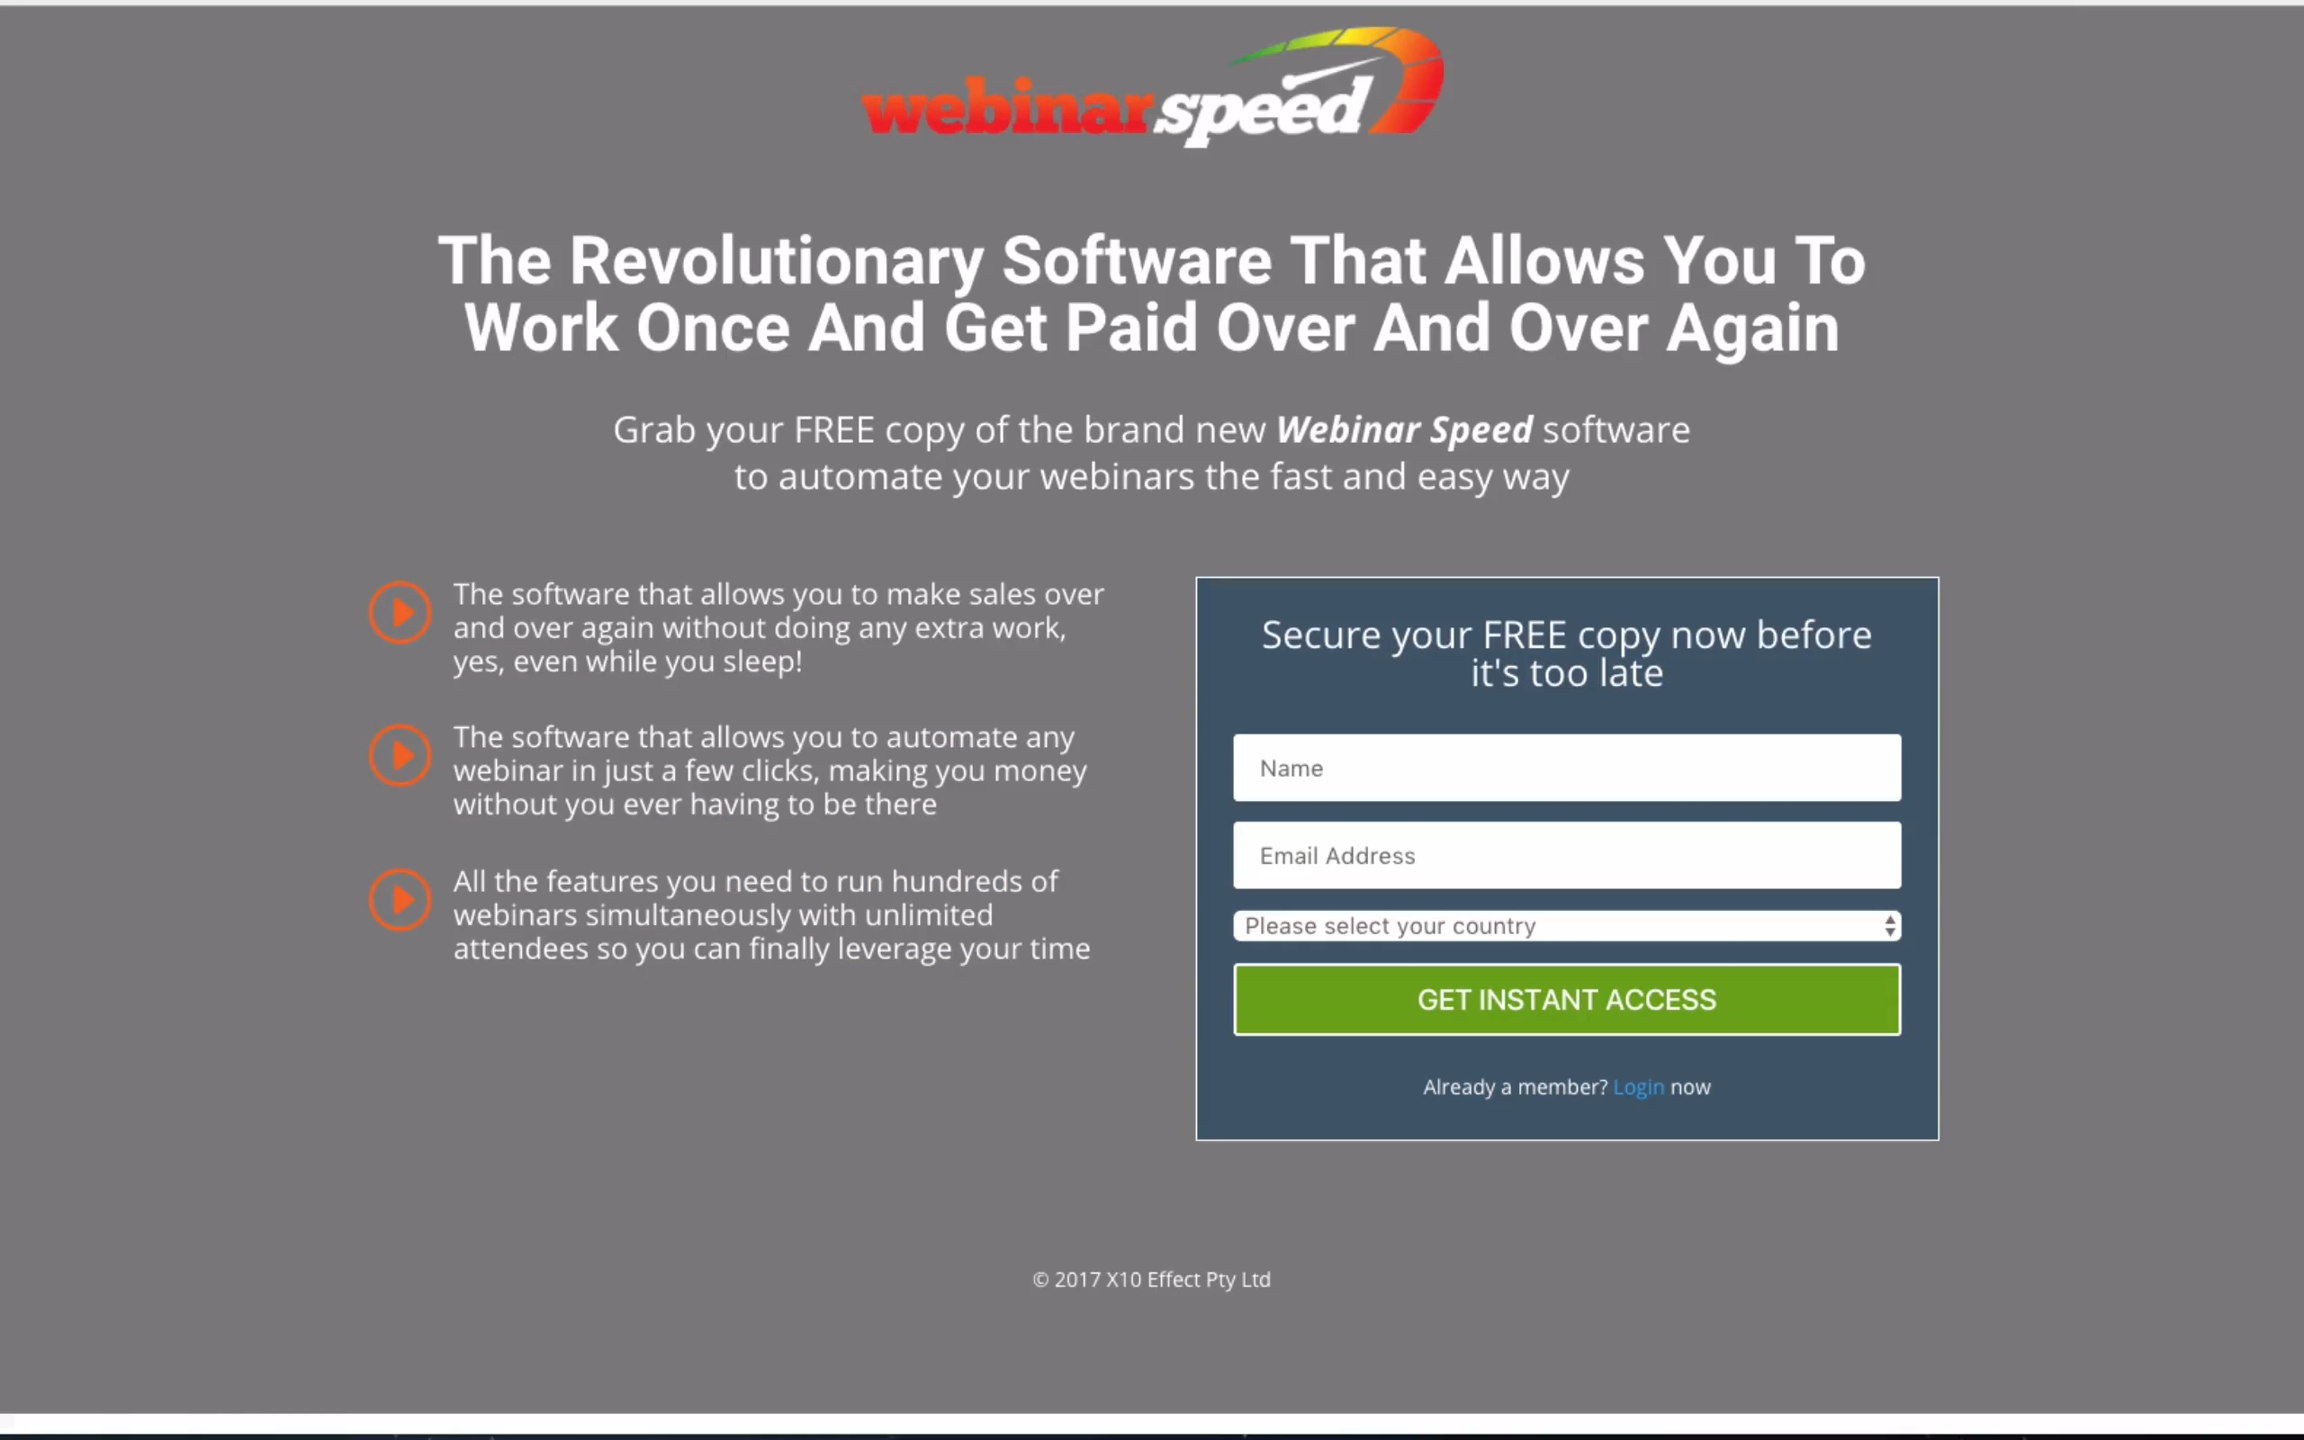 webinarspeed
The Revolutionary Software That Allows You To
Work Once And Get Paid Over And Over Again
Grab your FREE copy of the brand new Webinar Speed software
to automate your webinars the fast and easy way
The software that allows you to make sales over
and over again without doing any extra work,
yes, even while you sleep!
The software that allows you to automate any
webinar in just a few clicks, making you money
without you ever having to be there
All the features you need to run hundreds of
webinars simultaneously with unlimited
attendees so you can finally leverage your time
Secure your FREE copy now before
it's too late
Name
Email Address
Please select your country
GET INSTANT ACCESS
Already a member? Login now
© 2017 X10 Effect Pty Ltd